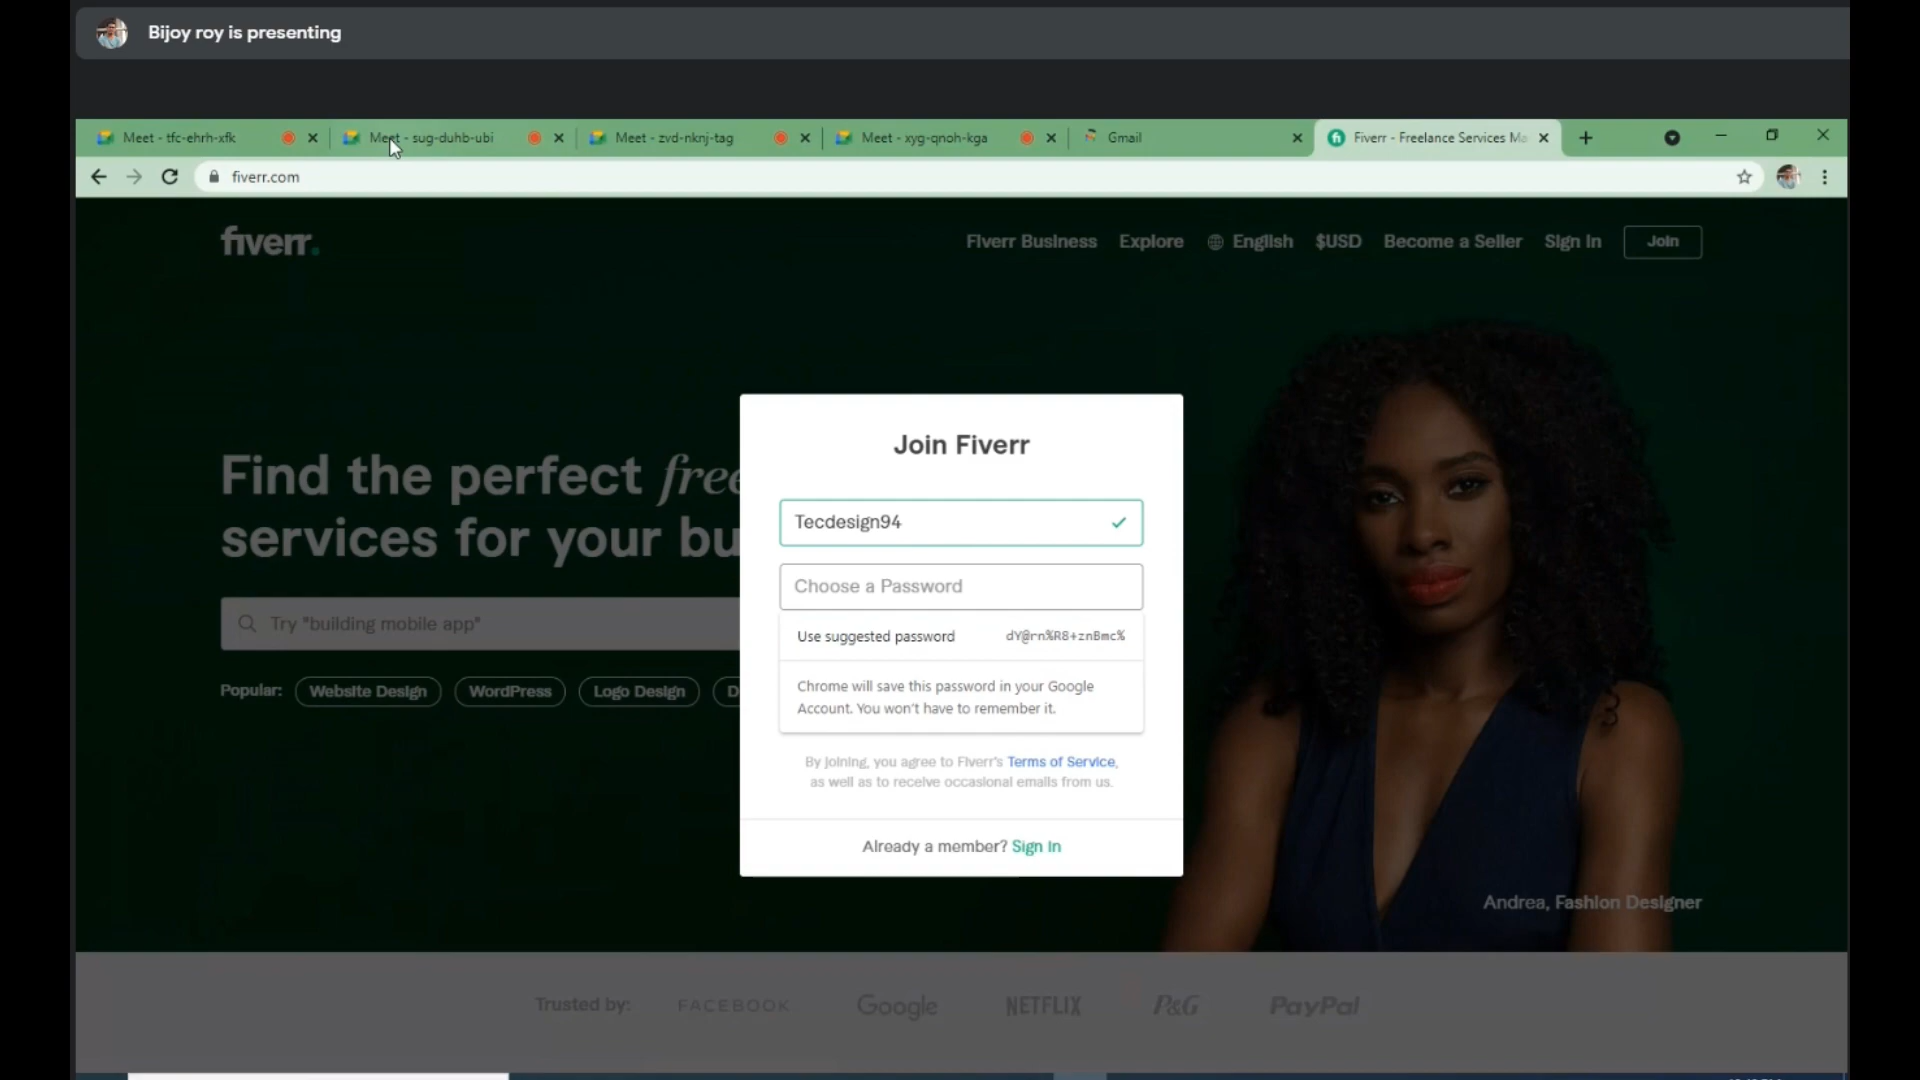 Bijoy roy is presenting
Meet - tfc-ehrh-xfk
Meet - sug-duhb-ubi
Meet - zvd-nknj-tag
Meet - xyg-qnoh-kga
Gmail
Fiverr - Freelance Services Ma
fiverr.com
fiverr.
Fiverr Business
Explore
English
$USD
Become a Seller
Sign In
Join
Find the perfect free
services for your bu
Try "building mobile app"
Popular:
Website Design
WordPress
Logo Design
D
Join Fiverr
Tecdesign94
Choose a Password
Use suggested password
dY@rn%R8+znBmc%
Chrome will save this password in your Google
Account. You won't have to remember it.
By joining, you agree to Fiverr's Terms of Service,
as well as to receive occasional emails from us.
Already a member? Sign In
Andrea, Fashion Designer
Trusted by:
FACEBOOK
Google
NETFLIX
P&G
PayPal